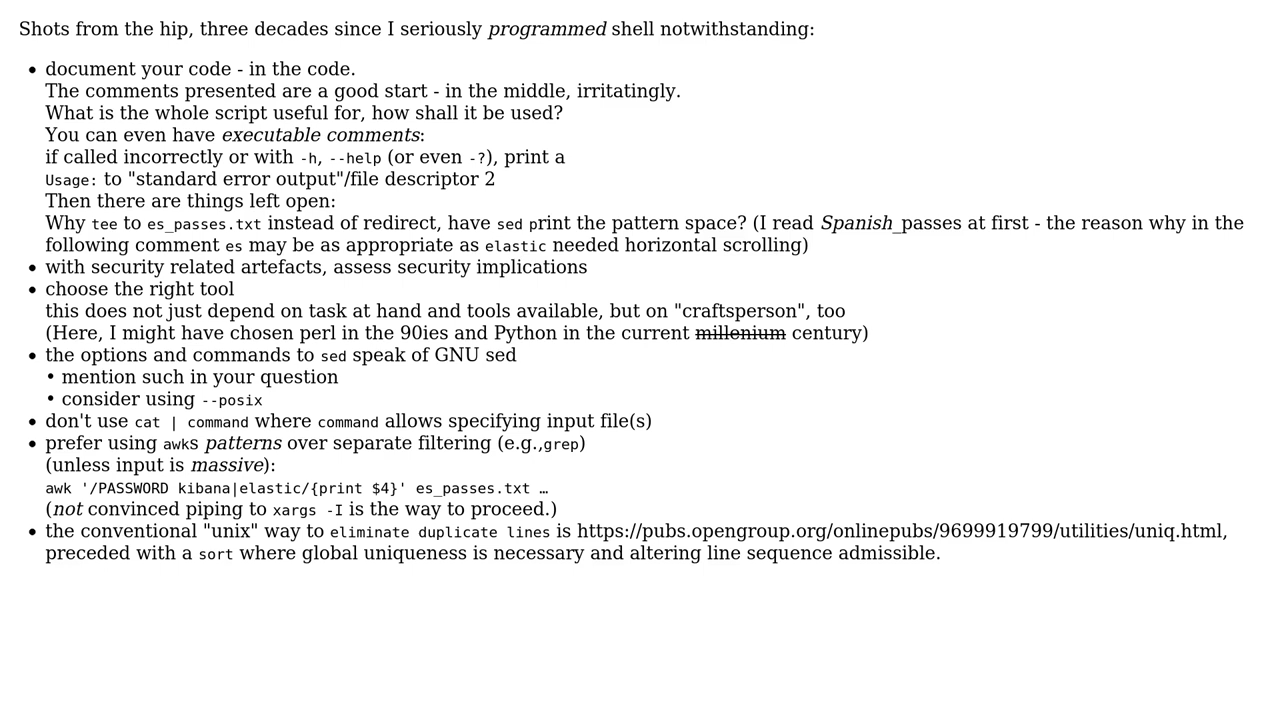 Shots from the hip, three decades since I seriously programmed shell notwithstanding:
• document your code - in the code.
The comments presented are a good start - in the middle, irritatingly.
What is the whole script useful for, how shall it be used?
You can even have executable comments:
if called incorrectly or with -h, --help (or even -?), print a
Usage: to "standard error output"/file descriptor 2
Then there are things left open:
Why tee to es_passes.txt instead of redirect, have sed print the pattern space? (I read Spanish_passes at first - the reason why in the
following comment es may be as appropriate as elastic needed horizontal scrolling)
• with security related artefacts, assess security implications
• choose the right tool
this does not just depend on task at hand and tools available, but on "craftsperson", too
(Here, I might have chosen perl in the 90ies and Python in the current millenium century)
• the options and commands to sed speak of GNU sed
• mention such in your question
• consider using --posix
• don't use cat | command where command allows specifying input file(s)
• prefer using awks patterns over separate filtering (e.g.,grep)
(unless input is massive):
awk '/PASSWORD kibana|elastic/{print $4}' es_passes.txt …
(not convinced piping to xargs -I is the way to proceed.)
• the conventional "unix" way to eliminate duplicate lines is https://pubs.opengroup.org/onlinepubs/9699919799/utilities/uniq.html,
preceded with a sort where global uniqueness is necessary and altering line sequence admissible.